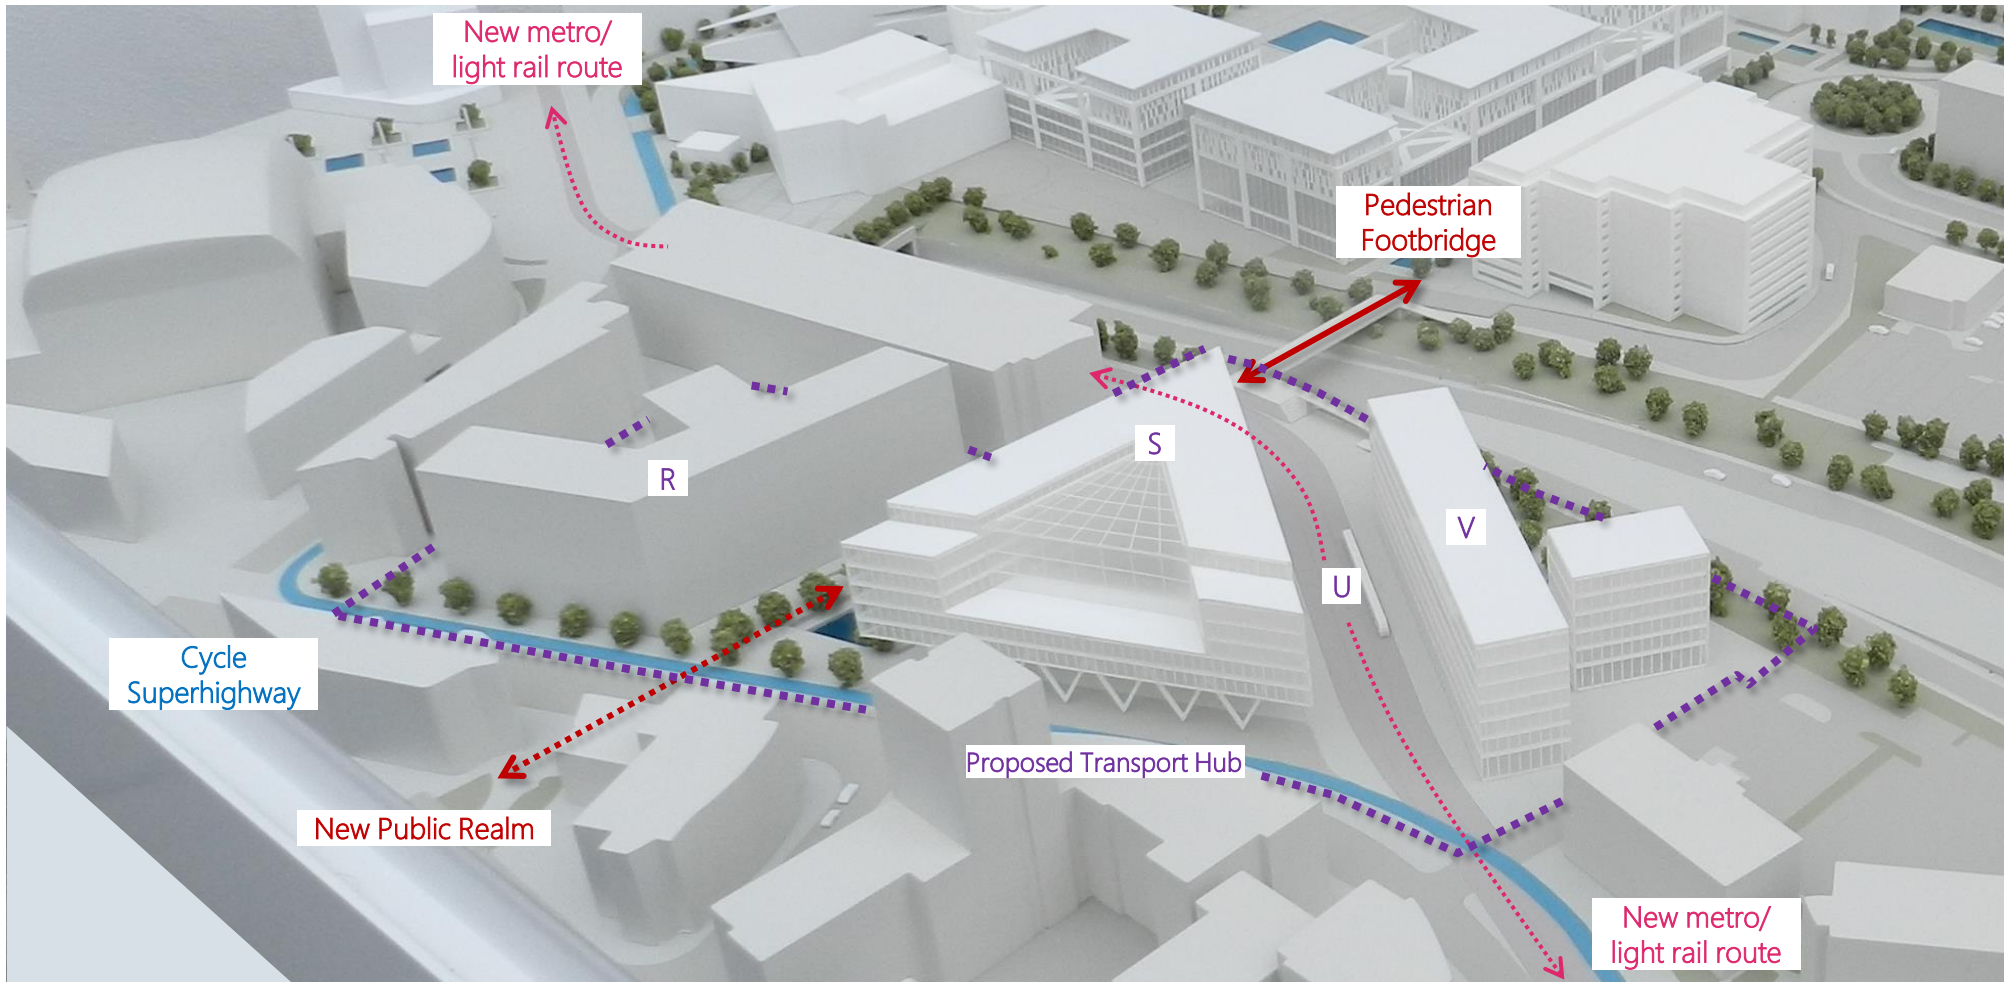 New metro/
light rail route
Pedestrian
Footbridge
S
R
V
U
Cycle
Superhighway
Proposed Transport Hub
New Public Realm
New metro/
light rail route